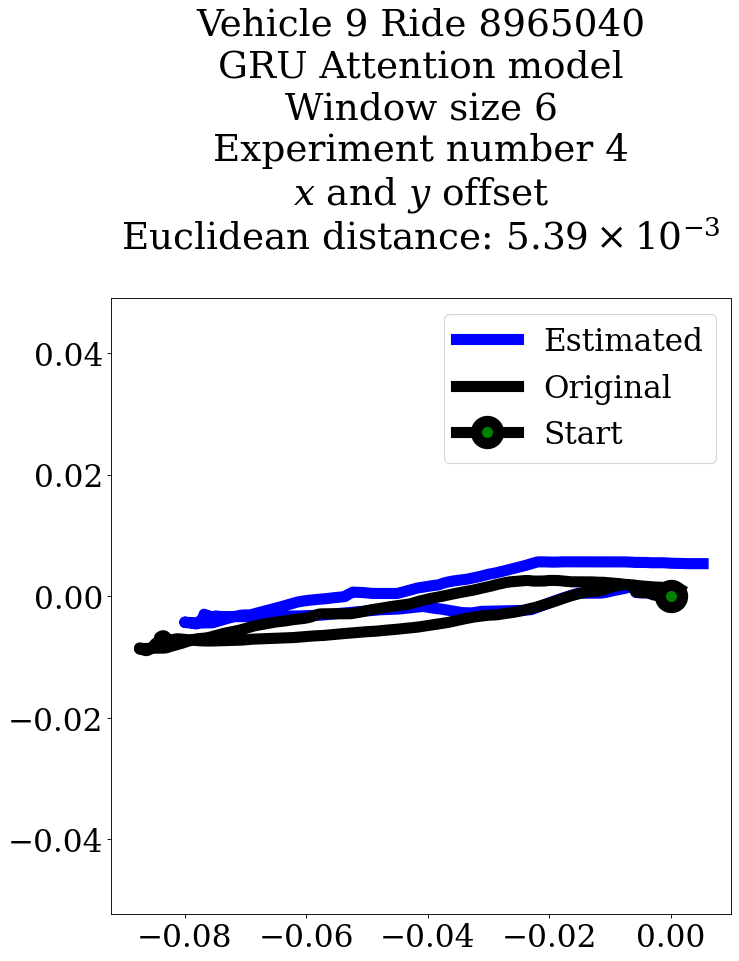 Vehicle 9 Ride 8965040
GRU Attention model
Window size 6
Experiment number 4
x and y offset
Euclidean distance: 5.39 × 10⁻³
Estimated
Original
Start
0.04
0.02
0.00
−0.02
−0.04
−0.08
−0.06
−0.04
−0.02
0.00